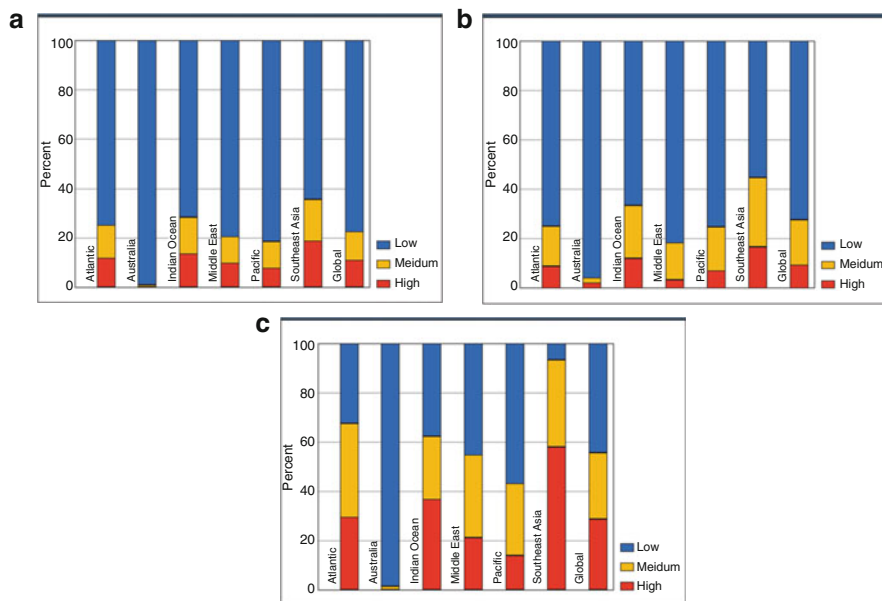 a
100
80
60
40
20
0
Percent
Atlantic
Australia
Indian Ocean
Middle East
Pacific
Southeast Asia
Global
Low
Meidum
High
b
100
80
60
40
20
0
Percent
Atlantic
Australia
Indian Ocean
Middle East
Pacific
Southeast Asia
Global
Low
Meidum
High
c
100
80
60
40
20
0
Percent
Atlantic
Australia
Indian Ocean
Middle East
Pacific
Southeast Asia
Global
Low
Meidum
High